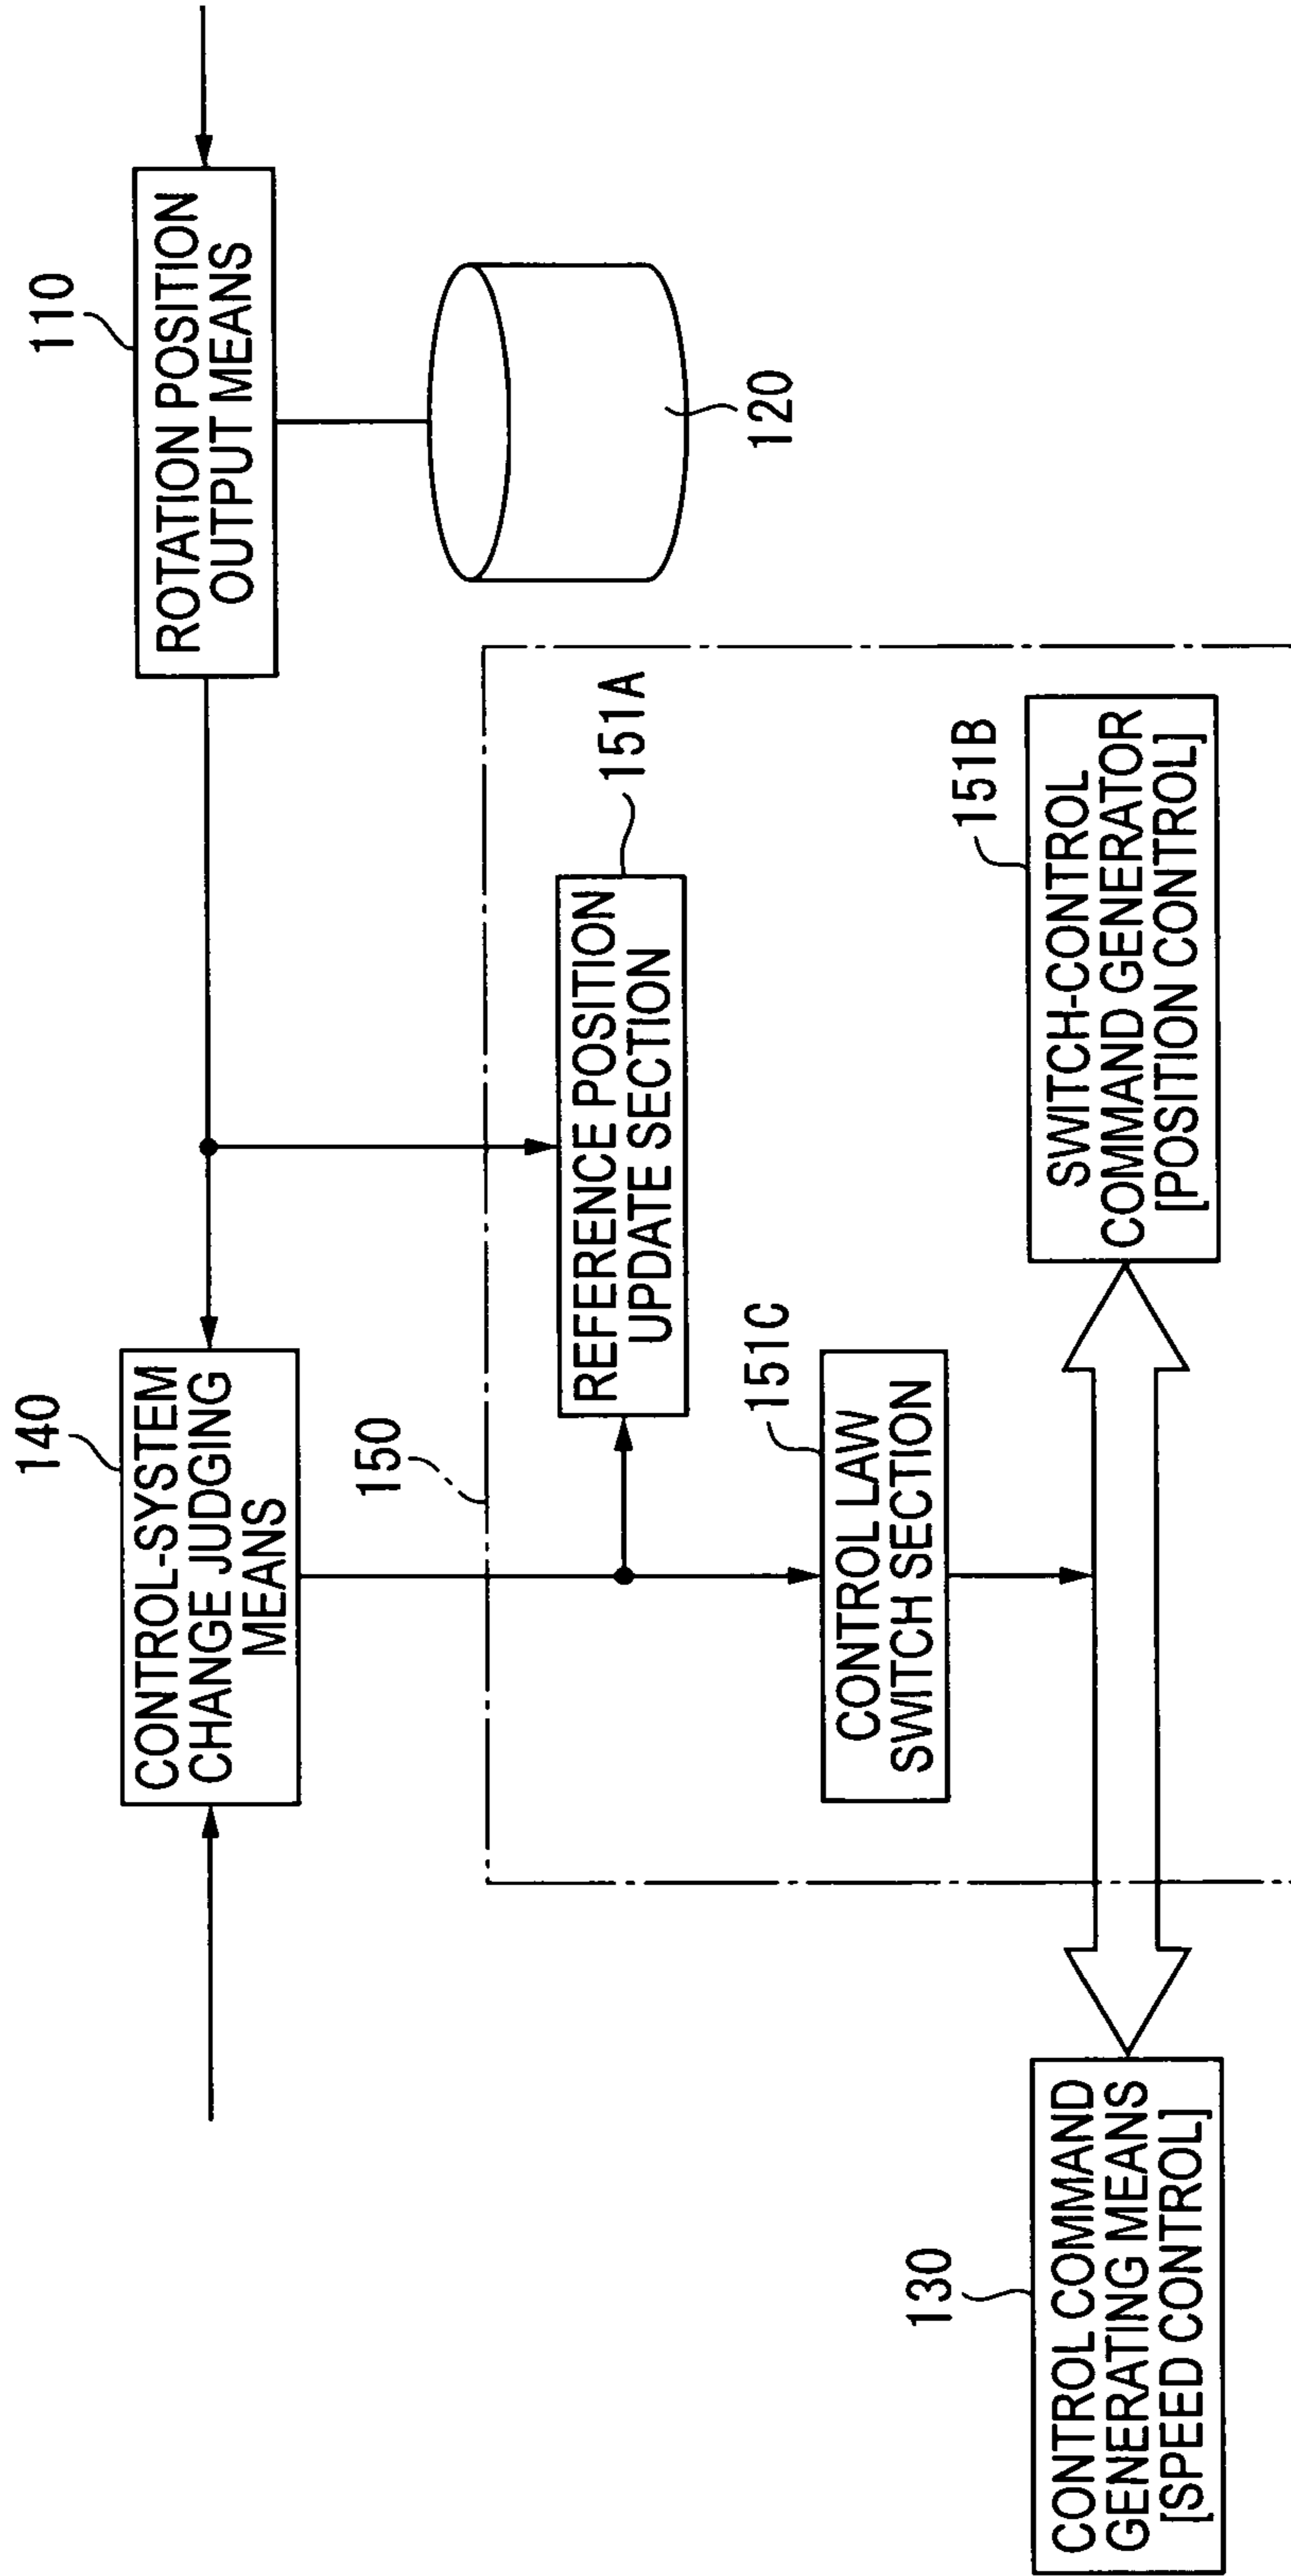 110
ROTATION POSITION
OUTPUT MEANS
120
140
CONTROL-SYSTEM
CHANGE JUDGING
MEANS
150
151A
REFERENCE POSITION
UPDATE SECTION
151C
CONTROL LAW
SWITCH SECTION
151B
SWITCH-CONTROL
COMMAND GENERATOR
[POSITION CONTROL]
130
CONTROL COMMAND
GENERATING MEANS
[SPEED CONTROL]